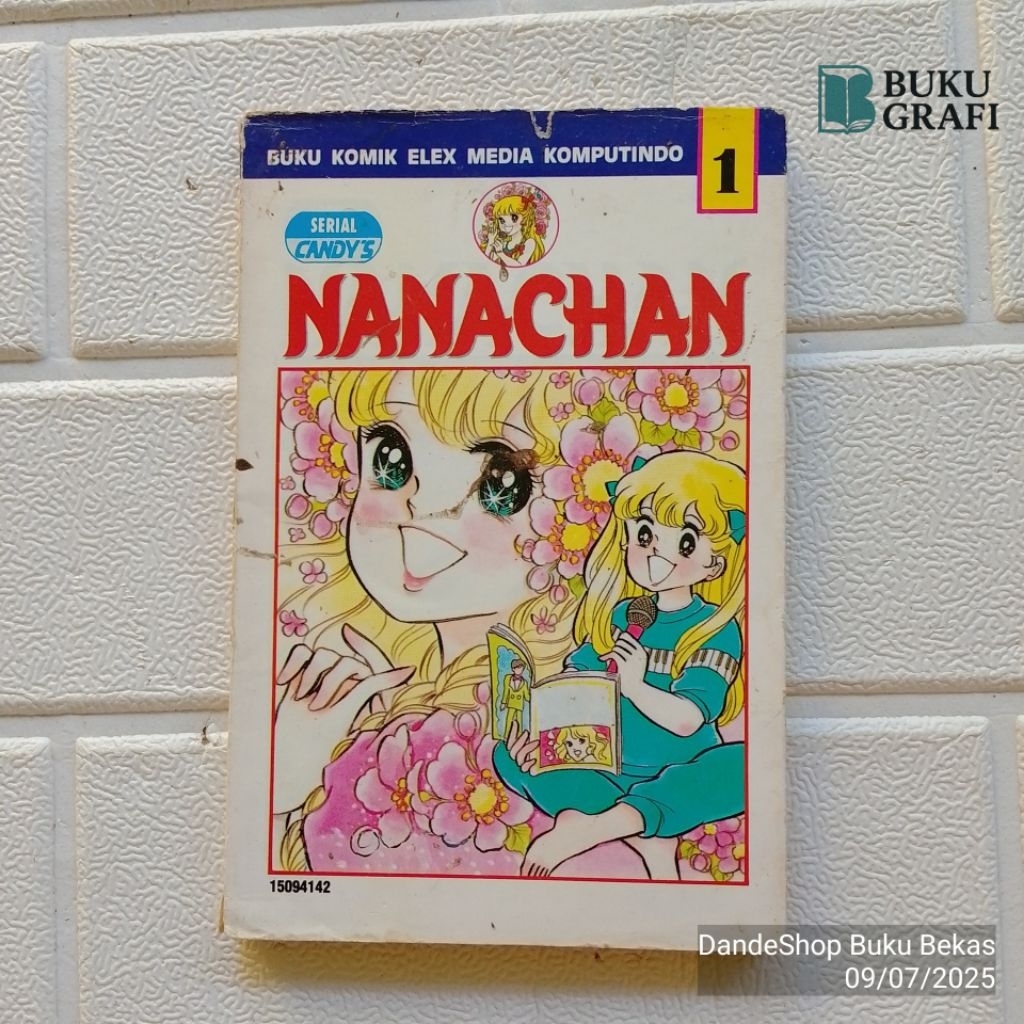 BUKU
GRAFI
BUKU KOMIK ELEX MEDIA KOMPUTINDO
1
SERIAL
CANDY'S
NANACHAN
15094142
DandeShop Buku Bekas
09/07/2025